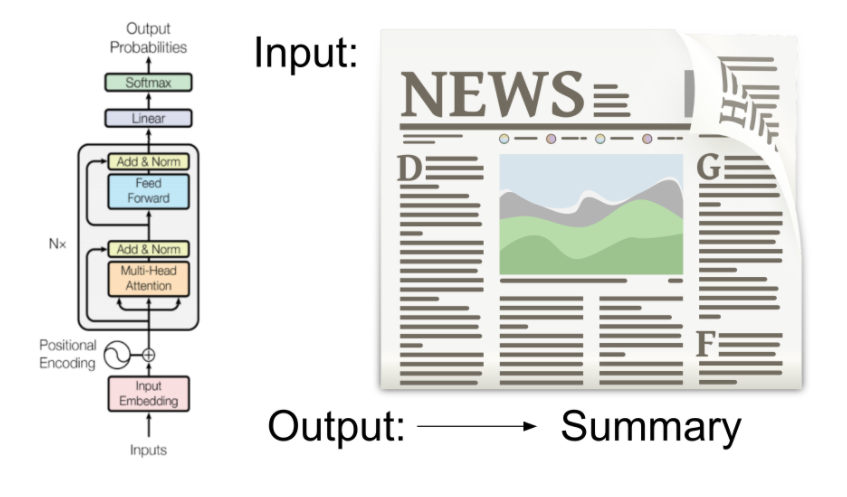 Output
Probabilities
Softmax
Linear
Add & Norm
Feed
Forward
Nx
Add & Norm
Multi-Head
Attention
Positional
Encoding
Input
Embedding
Inputs
Input:
NEWS
H
D
G
F
Output:
Summary